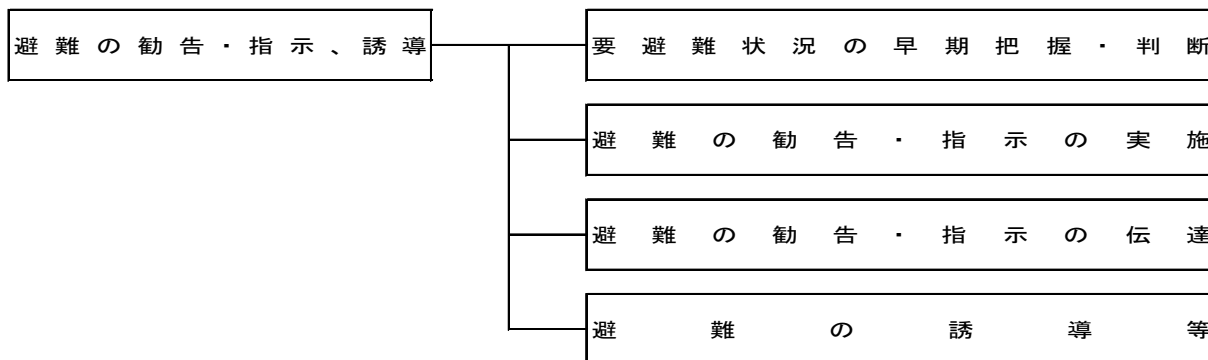 避難の勧告・指示、誘導
要避難状況の早期把握・判断
避難の勧告・指示の実施
避難の勧告・指示の伝達
避難の誘導等